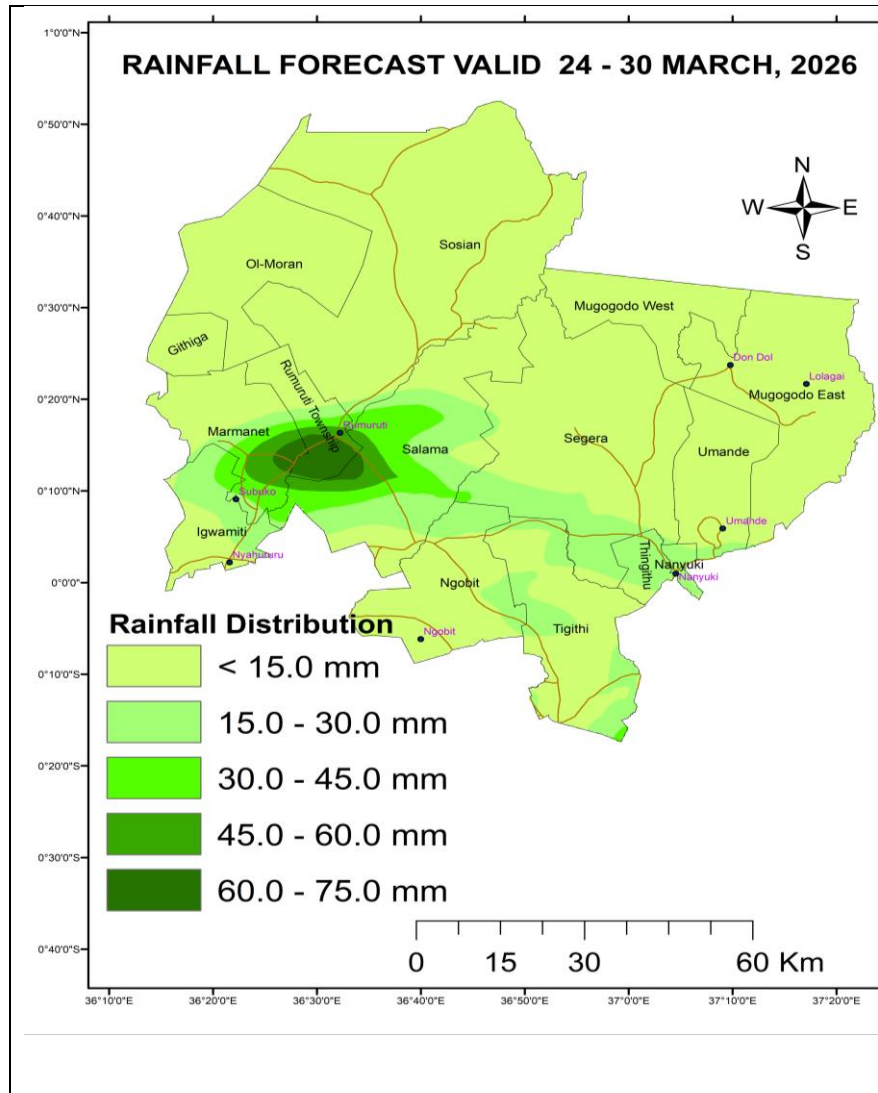 RAINFALL FORECAST VALID 24 - 30 MARCH, 2026
1°0'0"N
0°50'0"N
0°40'0"N
0°30'0"N
0°20'0"N
0°10'0"N
0°0'0"
0°10'0"S
0°20'0"S
0°30'0"S
0°40'0"S
N
W E
S
Sosian
Ol-Moran
Mugogodo West
Githiga
Don Dol
Lolagai
Mugogodo East
Rumuruti Township
Rumuruti
Marmanet
Salama
Segera
Umande
Subuko
Igwamiti
Umande
Thingithu
Nyahururu
Nanyuki
Nanyuki
Ngobit
Tigithi
Ngobit
Rainfall Distribution
< 15.0 mm
15.0 - 30.0 mm
30.0 - 45.0 mm
45.0 - 60.0 mm
60.0 - 75.0 mm
0 15 30 60 Km
36°10'0"E 36°20'0"E 36°30'0"E 36°40'0"E 36°50'0"E 37°0'0"E 37°10'0"E 37°20'0"E